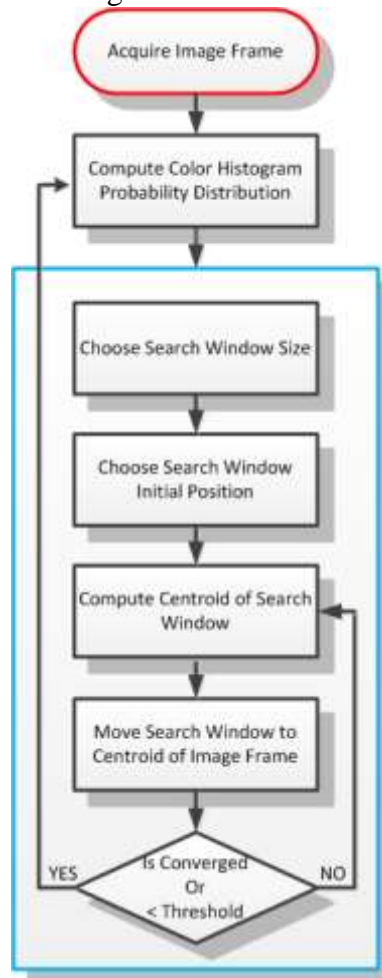 Acquire Image Frame
Compute Color Histogram
Probability Distribution
Choose Search Window Size
Choose Search Window
Initial Position
Compute Centroid of Search
Window
Move Search Window to
Centroid of Image Frame
Is Converged
Or
< Threshold
YES
NO